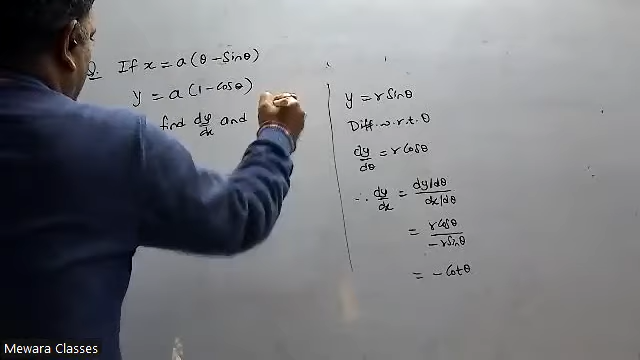 Q. If x = a(θ - Sinθ)
y = a(1 - Cosθ)
find dy/dx and
y = r Sinθ
Diff. w.r.t. θ
dy/dθ = r Cosθ
∴ dy/dx = dy/dθ / dx/dθ
= r Cosθ / -r Sinθ
= - Cotθ
Mewara Classes